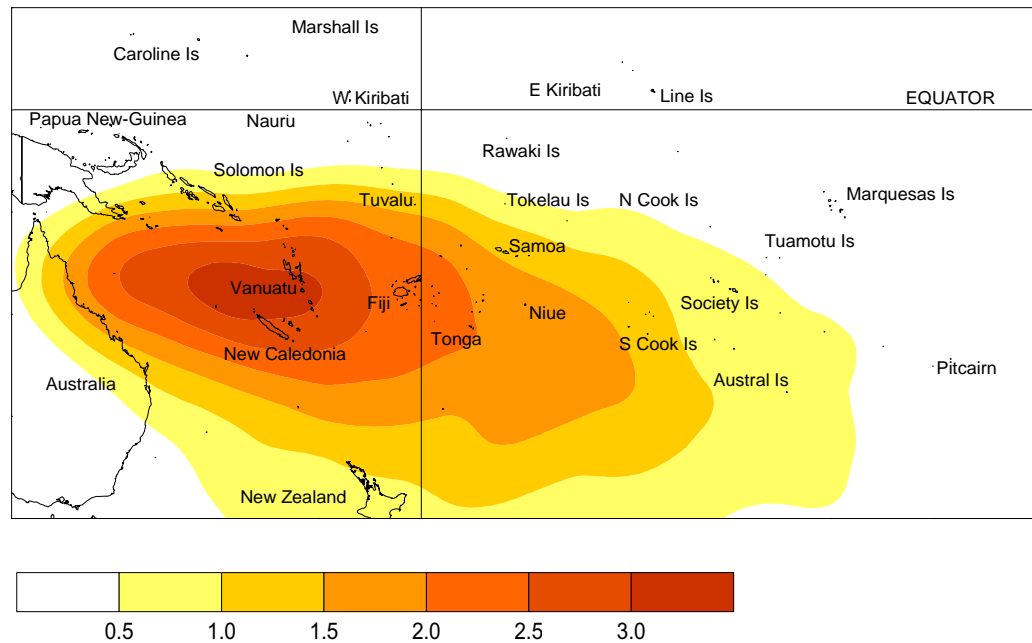 Marshall Is
Caroline Is
W Kiribati
E Kiribati
Line Is
EQUATOR
Papua New-Guinea
Nauru
Rawaki Is
Solomon Is
Tuvalu
Tokelau Is
N Cook Is
Marquesas Is
Samoa
Tuamotu Is
Vanuatu
Fiji
Niue
Society Is
Tonga
S Cook Is
New Caledonia
Australia
Austral Is
Pitcairn
New Zealand
0.5 1.0 1.5 2.0 2.5 3.0